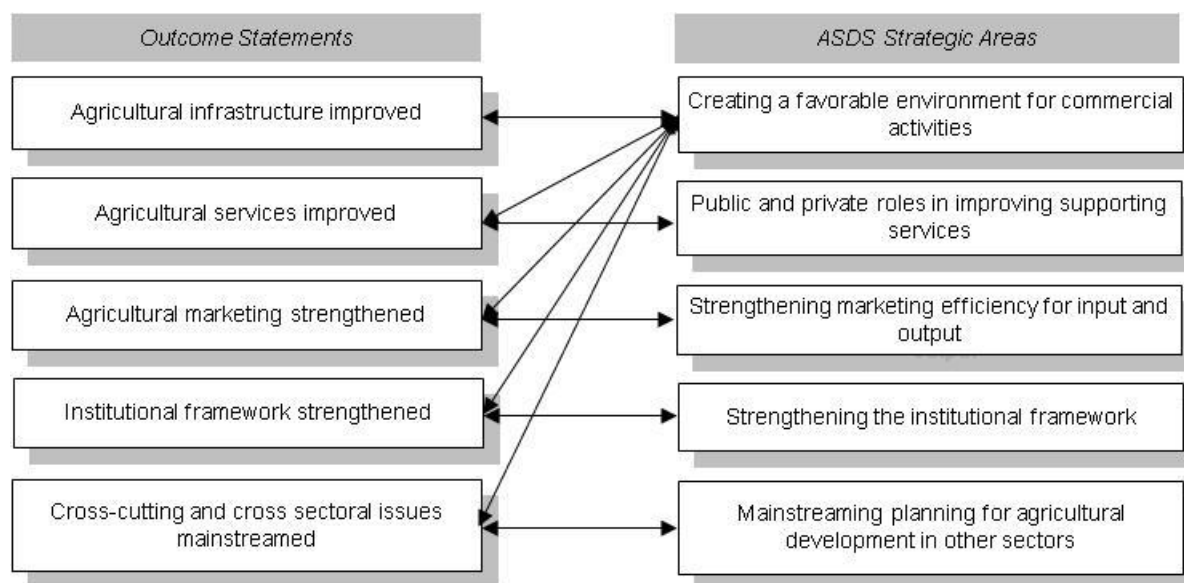 Outcome Statements
ASDS Strategic Areas
Agricultural infrastructure improved
Creating a favorable environment for commercial
activities
Agricultural services improved
Public and private roles in improving supporting
services
Agricultural marketing strengthened
Strengthening marketing efficiency for input and
output
Institutional framework strengthened
Strengthening the institutional framework
Cross-cutting and cross sectoral issues
mainstreamed
Mainstreaming planning for agricultural
development in other sectors